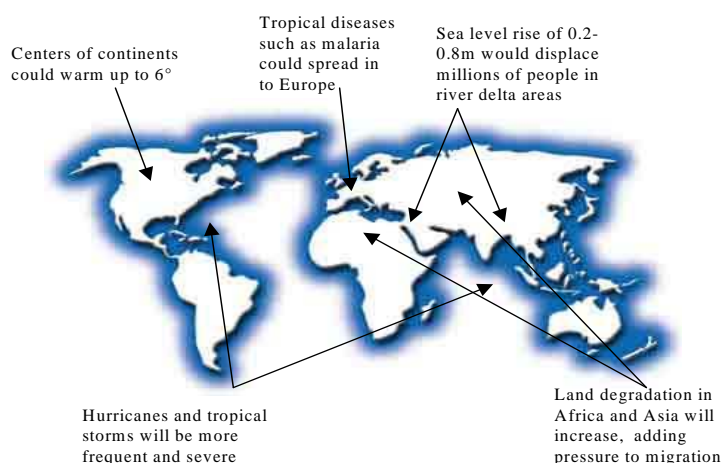 Centers of continents
could warm up to 6°
Tropical diseases
such as malaria
could spread in
to Europe
Sea level rise of 0.2-
0.8m would displace
millions of people in
river delta areas
Hurricanes and tropical
storms will be more
frequent and severe
Land degradation in
Africa and Asia will
increase, adding
pressure to migration